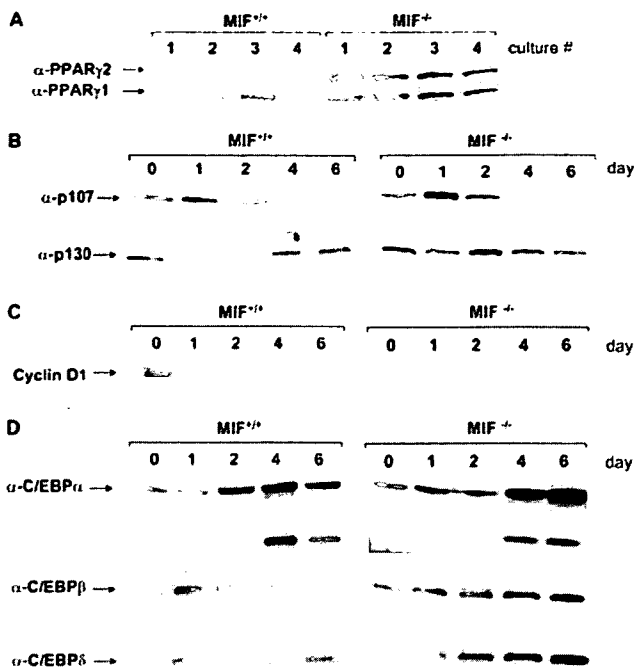 A MIF+/+ MIF-/-
1 2 3 4 1 2 3 4 culture #
α-PPARγ2
α-PPARγ1
B MIF+/+ MIF-/-
0 1 2 4 6 0 1 2 4 6 day
α-p107
α-p130
C MIF+/+ MIF-/-
0 1 2 4 6 0 1 2 4 6 day
Cyclin D1
D MIF+/+ MIF-/-
0 1 2 4 6 0 1 2 4 6 day
α-C/EBPα
α-C/EBPβ
α-C/EBPδ